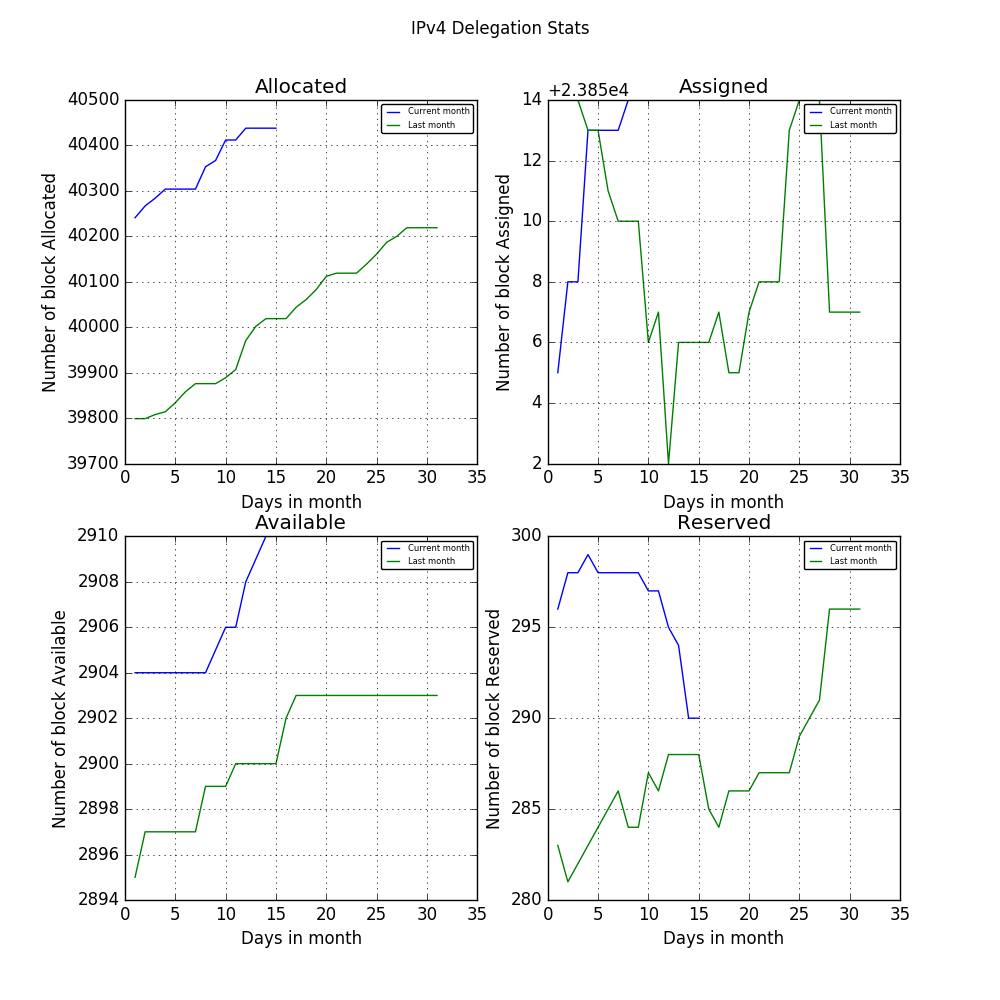 IPv4 Delegation Stats
Allocated
Number of block Allocated
40500
40400
40300
40200
40100
40000
39900
39800
39700
0 5 10 15 20 25 30 35
Days in month
Current month
Last month
Assigned
+2.385e4
Number of block Assigned
14
12
10
8
6
4
2
0 5 10 15 20 25 30 35
Days in month
Current month
Last month
Available
Number of block Available
2910
2908
2906
2904
2902
2900
2898
2896
2894
0 5 10 15 20 25 30 35
Days in month
Current month
Last month
Reserved
Number of block Reserved
300
295
290
285
280
0 5 10 15 20 25 30 35
Days in month
Current month
Last month